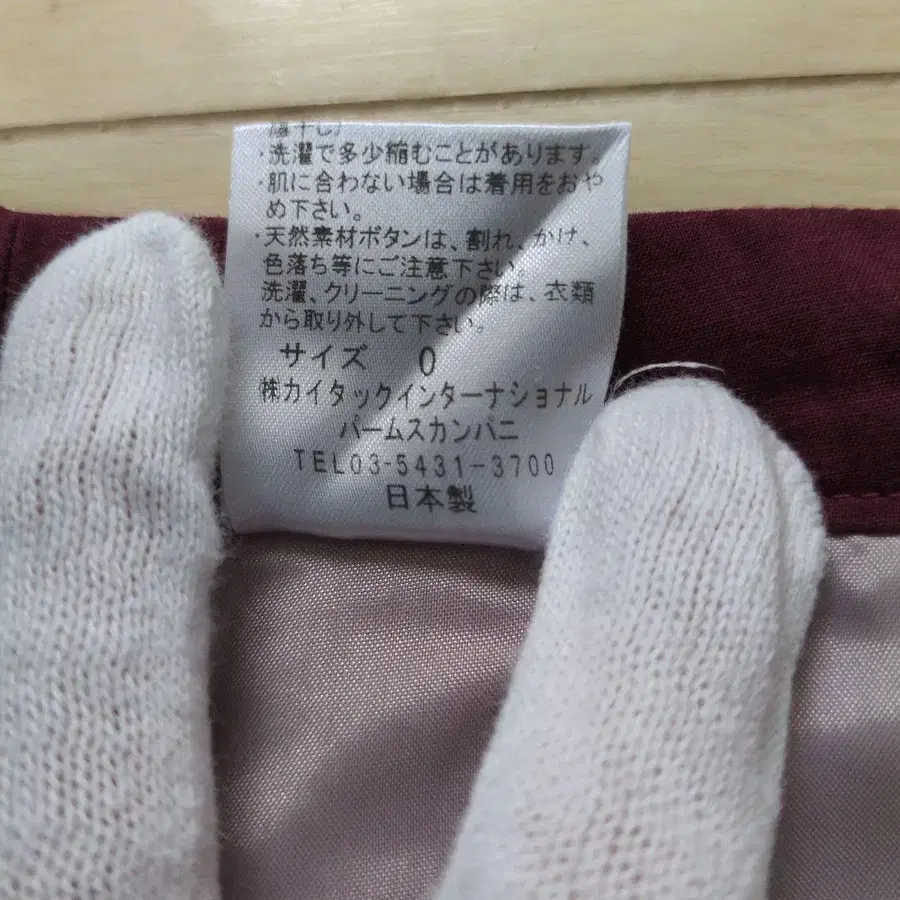 ・洗濯で多少縮むことがあります。
・肌に合わない場合は着用をおや
め下さい。
・天然素材ボタンは、割れ、かけ、
色落ち等にご注意下さい。
洗濯、クリーニングの際は、衣類
から取り外して下さい。
サイズ 0
㈱カイタックインターナショナル
バームスカンパニ
TEL03-5431-3700
日本製